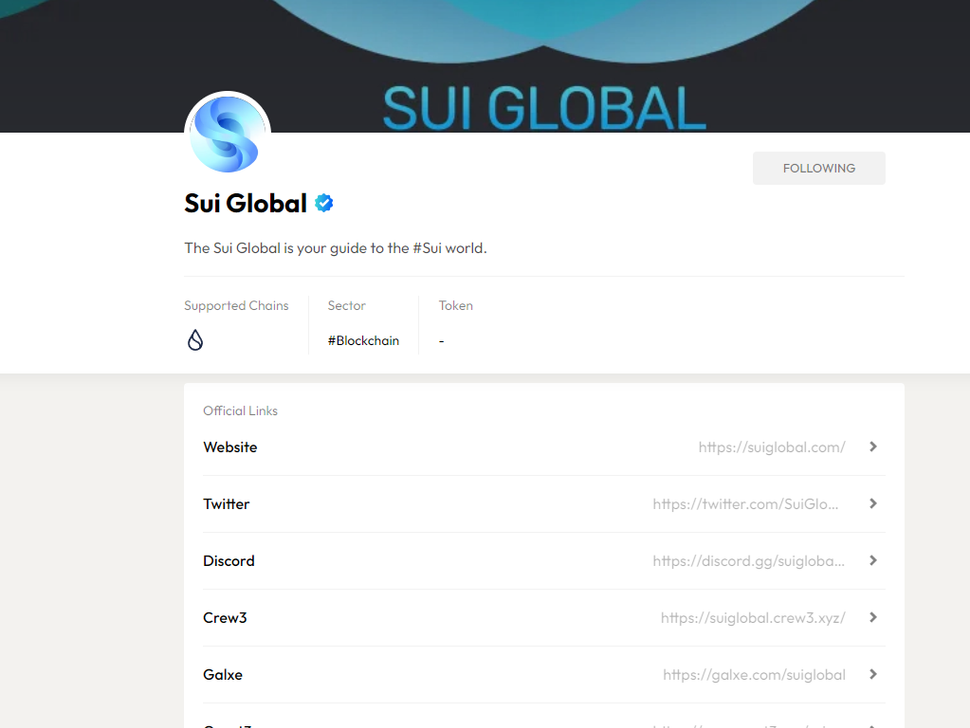 SUI GLOBAL
FOLLOWING
Sui Global
The Sui Global is your guide to the #Sui world.
Supported Chains Sector Token
#Blockchain -
Official Links
Website https://suiglobal.com/
Twitter https://twitter.com/SuiGlo...
Discord https://discord.gg/suigloba...
Crew3 https://suiglobal.crew3.xyz/
Galxe https://galxe.com/suiglobal